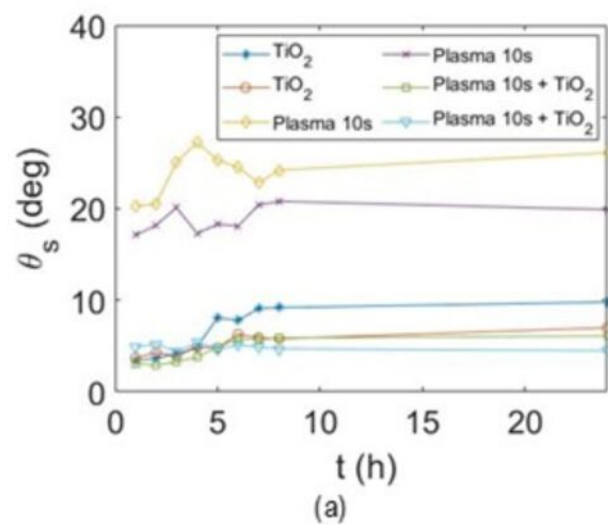 40
30
20
10
0
θs (deg)
TiO2
TiO2
Plasma 10s
Plasma 10s
Plasma 10s + TiO2
Plasma 10s + TiO2
0 5 10 15 20
t (h)
(a)